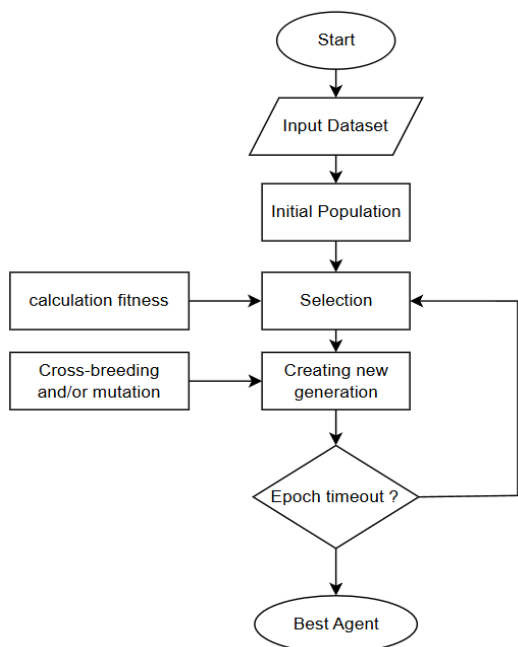 Start
Input Dataset
Initial Population
calculation fitness
Selection
Cross-breeding
and/or mutation
Creating new
generation
Epoch timeout ?
Best Agent